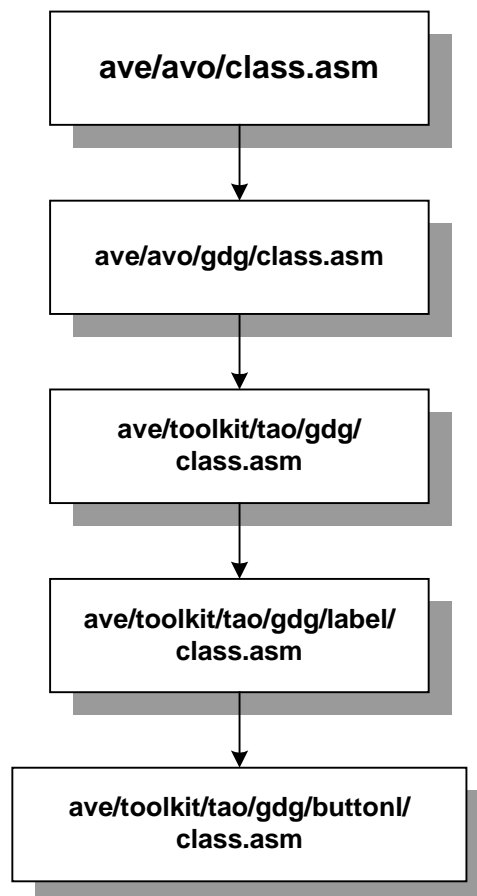 ave/avo/class.asm
ave/avo/gdg/class.asm
ave/toolkit/tao/gdg/
class.asm
ave/toolkit/tao/gdg/label/
class.asm
ave/toolkit/tao/gdg/buttonl/
class.asm